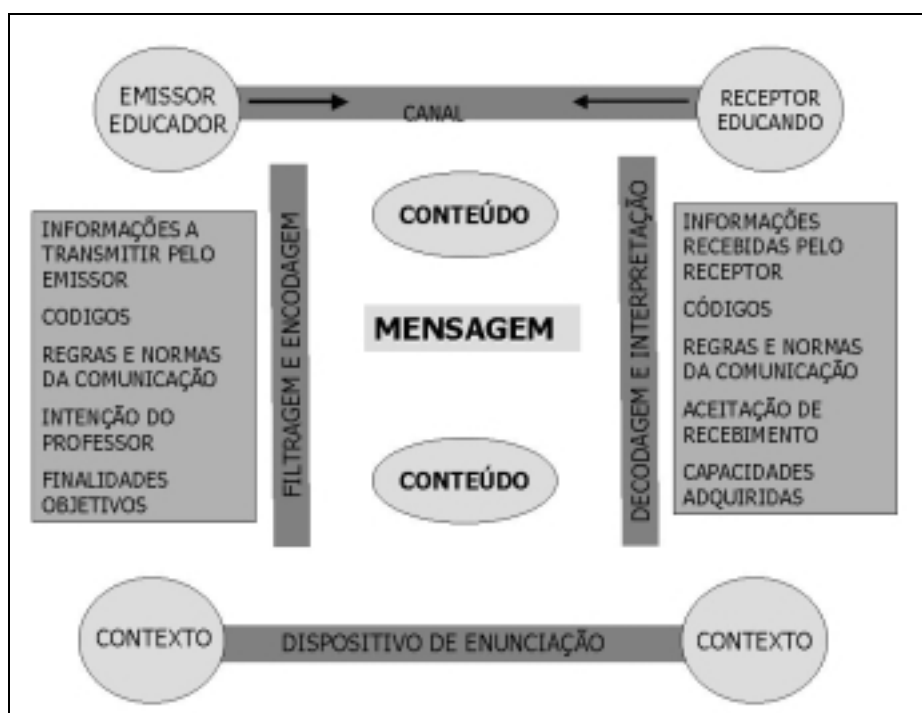 EMISSOR
EDUCADOR
CANAL
RECEPTOR
EDUCANDO
INFORMAÇÕES A
TRANSMITIR PELO
EMISSOR
CODIGOS
REGRAS E NORMAS
DA COMUNICAÇÃO
INTENÇÃO DO
PROFESSOR
FINALIDADES
OBJETIVOS
FILTRAGEM E ENCODAGEM
CONTEÚDO
MENSAGEM
CONTEÚDO
DECODAGEM E INTERPRETAÇÃO
INFORMAÇÕES
RECEBIDAS PELO
RECEPTOR
CÓDIGOS
REGRAS E NORMAS
DA COMUNICAÇÃO
ACEITAÇÃO DE
RECEBIMENTO
CAPACIDADES
ADQUIRIDAS
CONTEXTO
DISPOSITIVO DE ENUNCIAÇÃO
CONTEXTO